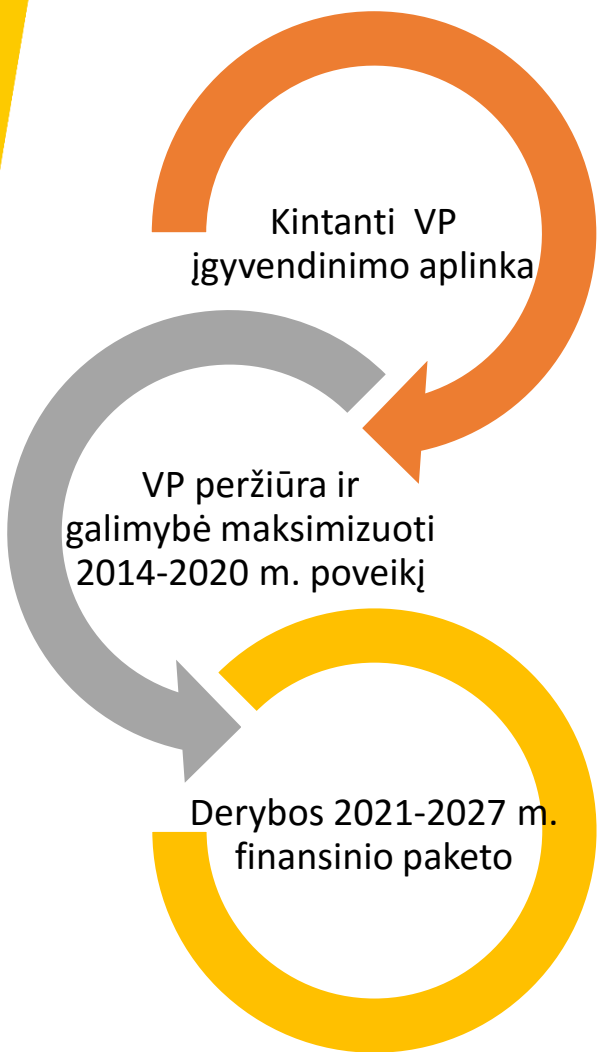 Kintanti VP
įgyvendinimo aplinka
VP peržiūra ir
galimybė maksimizuoti
2014-2020 m. poveikį
Derybos 2021-2027 m.
finansinio paketo